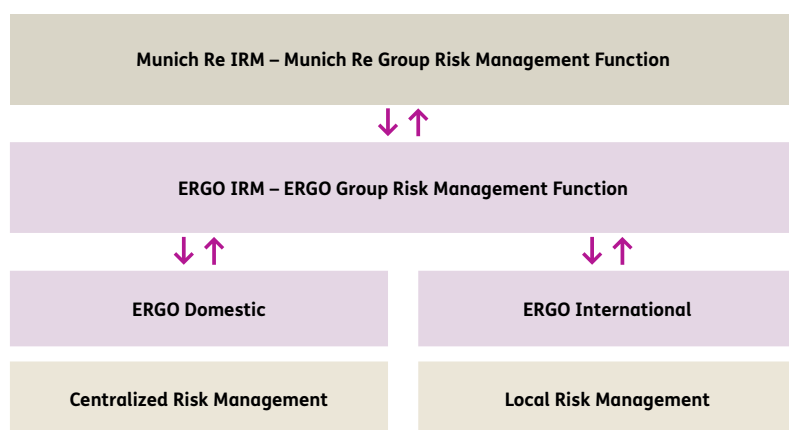 Munich Re IRM – Munich Re Group Risk Management Function
ERGO IRM – ERGO Group Risk Management Function
ERGO Domestic
ERGO International
Centralized Risk Management
Local Risk Management